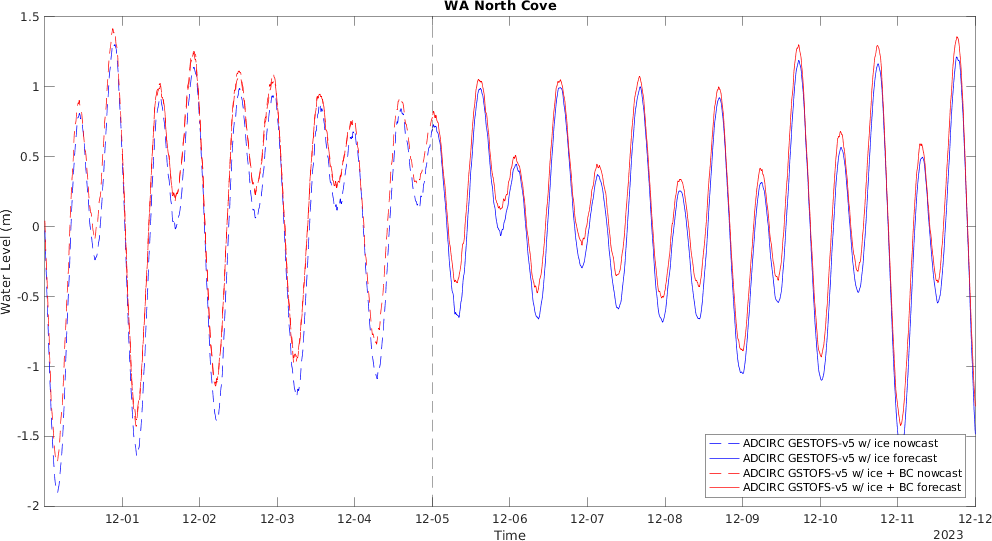 WA North Cove
1.5
1
0.5
0
-0.5
-1
-1.5
-2
Water Level (m)
12-01 12-02 12-03 12-04 12-05 12-06 12-07 12-08 12-09 12-10 12-11 12-12
Time
2023
ADCIRC GESTOFS-v5 w/ ice nowcast
ADCIRC GESTOFS-v5 w/ ice forecast
ADCIRC GSTOFS-v5 w/ ice + BC nowcast
ADCIRC GSTOFS-v5 w/ ice + BC forecast